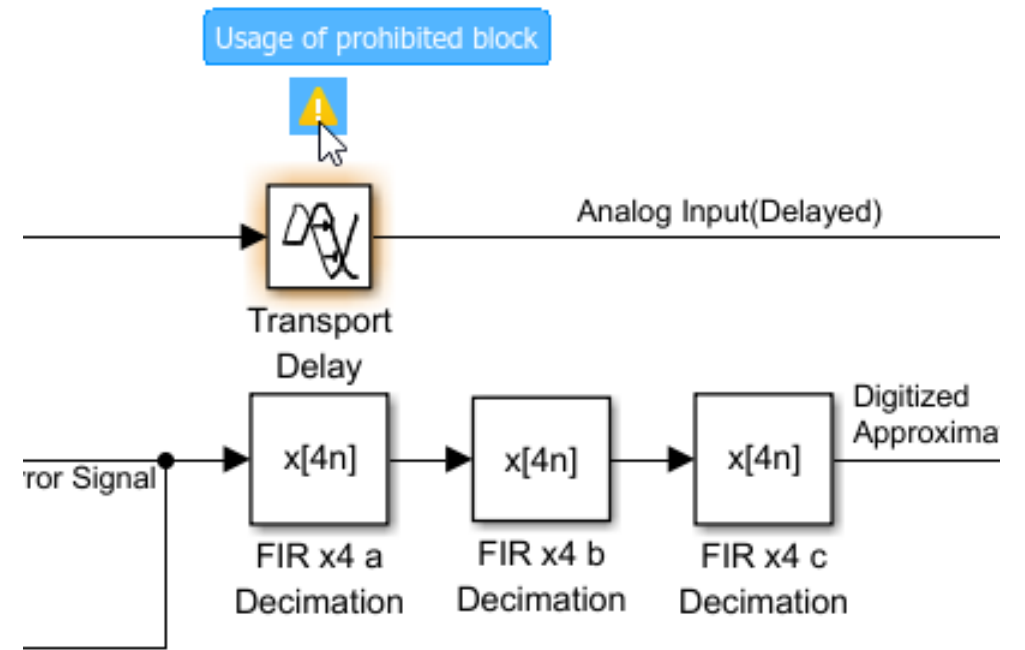 Usage of prohibited block
Analog Input(Delayed)
Transport
Delay
Digitized
x[4n]
x[4n]
x[4n]
Signal
FIR x4 a
Decimation
FIR x4 b
Decimation
FIR x4 c
Decimation